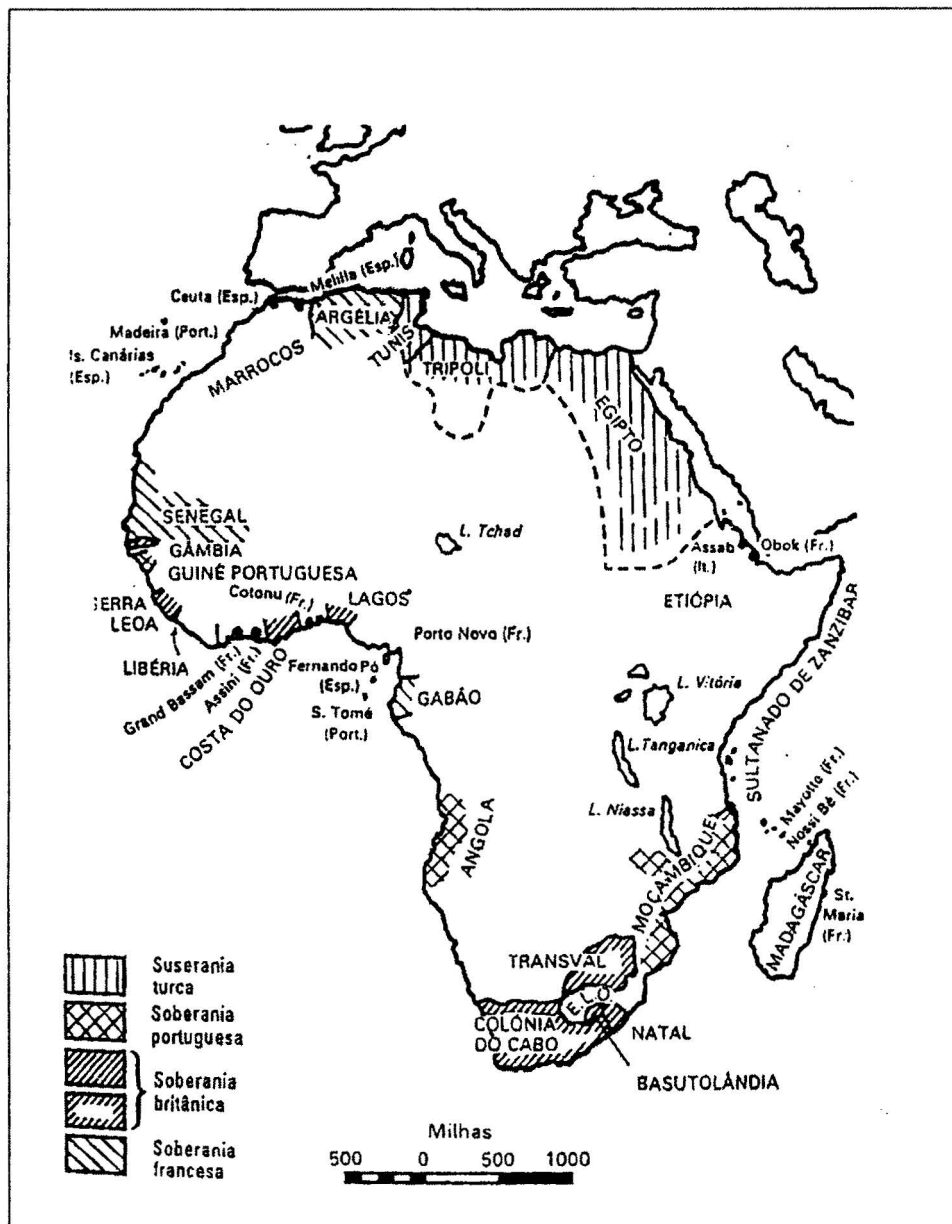 Melilla (Esp.)
Ceuta (Esp.)
ARGÉLIA
Madeira (Port.)
TUNIS
TRIPOLI
Is. Canárias
(Esp.)
MARROCOS
EGIPTO
SENEGAL
L. Tchad
GÂMBIA
Assab
(It.)
Obok (Fr.)
GUINÉ PORTUGUESA
Cotonu (Fr.)
LAGOS
ETIÓPIA
SERRA
LEOA
Porto Novo (Fr.)
LIBÉRIA
Grand Bassam (Fr.)
Assini (Fr.)
COSTA DO OURO
Fernando Pó
(Esp.)
S. Tomé
(Port.)
GABÃO
L. Vitória
SULTANADO DE ZANZIBAR
L. Tanganica
L. Niassa
Mayotte (Fr.)
Nossi Bé (Fr.)
ANGOLA
MOÇAMBIQUE
MADAGÁSCAR
St.
Maria
(Fr.)
TRANSVAL
E.L.O.
COLÓNIA
DO CABO
NATAL
BASUTOLÂNDIA
Suserania
turca
Soberania
portuguesa
Soberania
britânica
Soberania
francesa
Milhas
500 0 500 1000